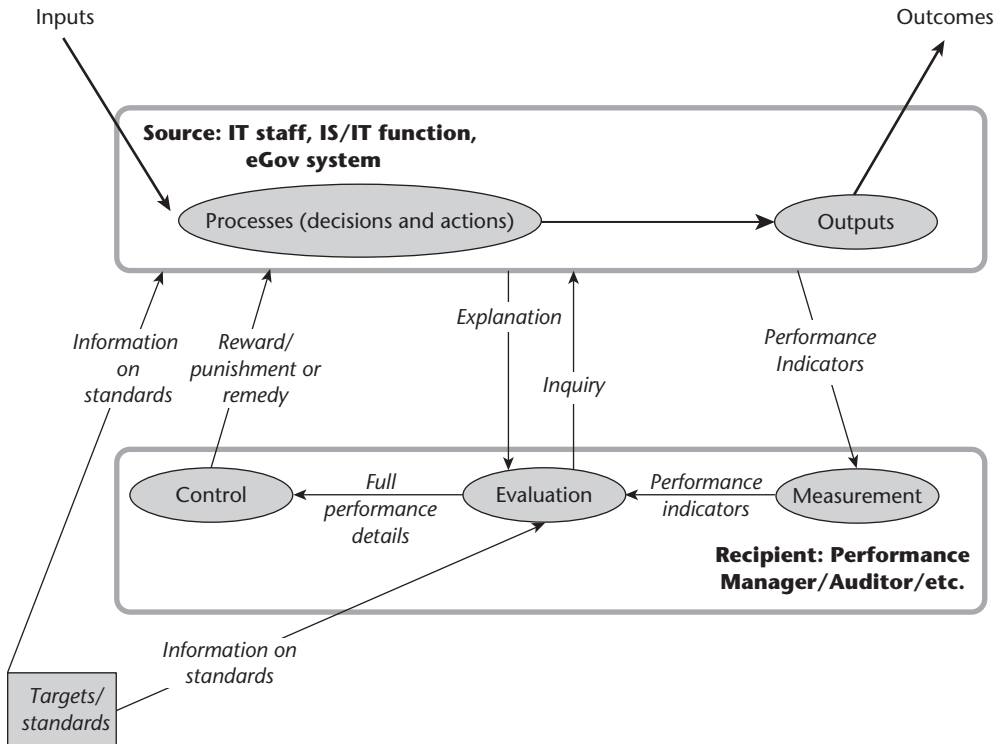 Inputs
Outcomes
Source: IT staff, IS/IT function,
eGov system
Processes (decisions and actions)
Outputs
Information
on
standards
Reward/
punishment or
remedy
Explanation
Inquiry
Performance
Indicators
Control
Full
performance
details
Evaluation
Performance
indicators
Measurement
Recipient: Performance
Manager/Auditor/etc.
Information on
standards
Targets/
standards